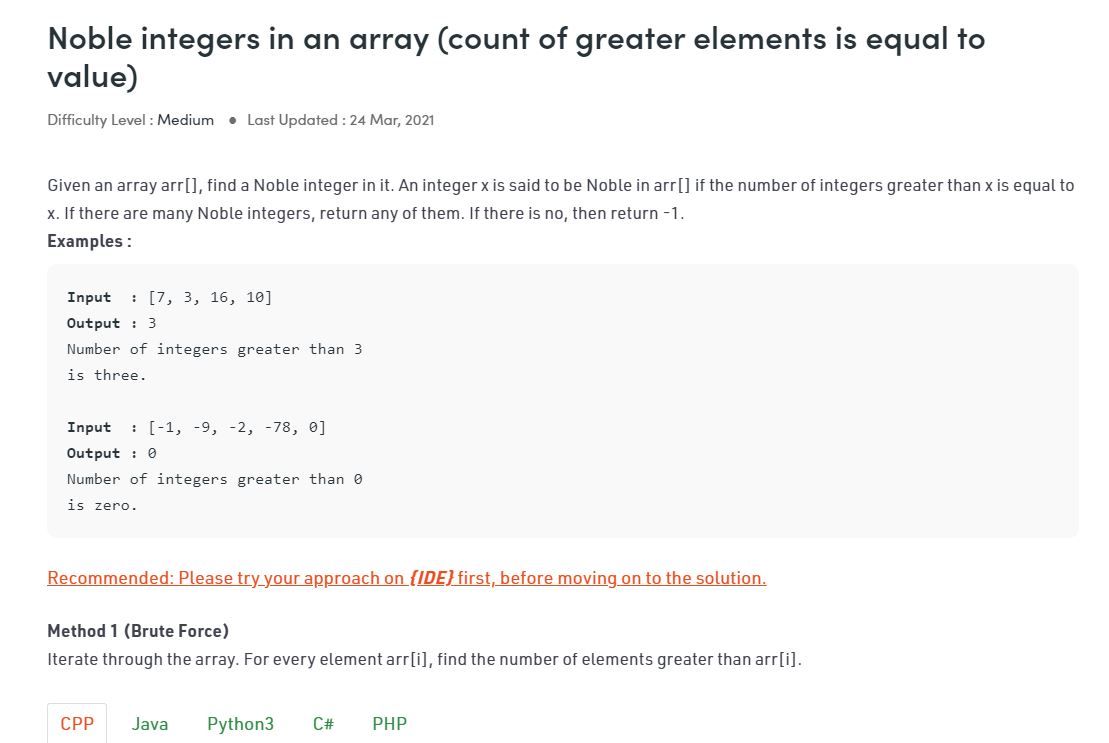 Noble integers in an array (count of greater elements is equal to
value)
Difficulty Level : Medium ● Last Updated : 24 Mar, 2021
Given an array arr[], find a Noble integer in it. An integer x is said to be Noble in arr[] if the number of integers greater than x is equal to
x. If there are many Noble integers, return any of them. If there is no, then return -1.
Examples :
Input  : [7, 3, 16, 10]
Output : 3
Number of integers greater than 3
is three.
Input  : [-1, -9, -2, -78, 0]
Output : 0
Number of integers greater than 0
is zero.
Recommended: Please try your approach on {IDE} first, before moving on to the solution.
Method 1 (Brute Force)
Iterate through the array. For every element arr[i], find the number of elements greater than arr[i].
CPP Java Python3 C# PHP